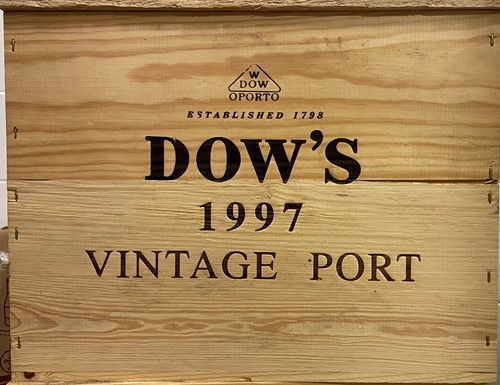 W
DOW
OPORTO
ESTABLISHED 1798
DOW'S
1997
VINTAGE PORT